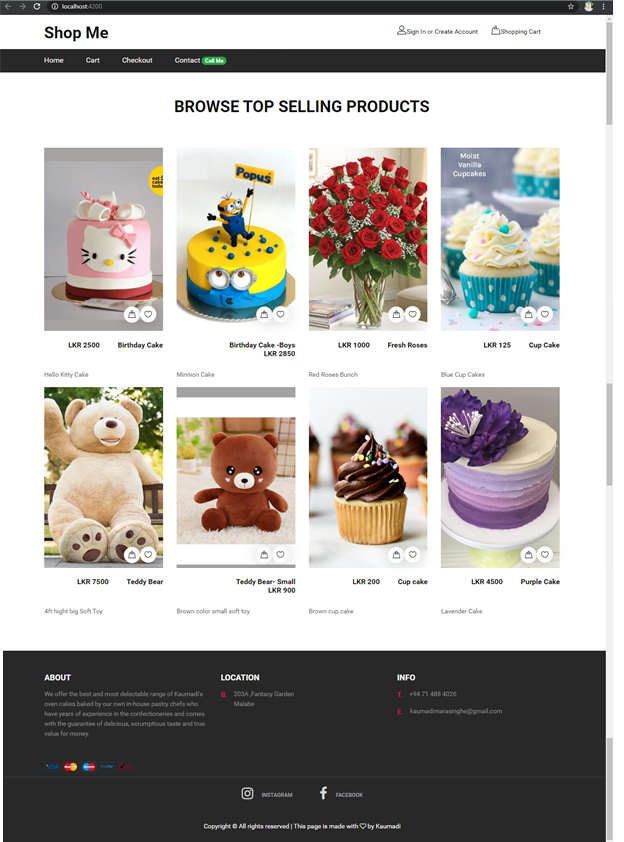 localhost:4200
Shop Me
Sign In or Create Account
Shopping Cart
Home
Cart
Checkout
Contact Call Me
BROWSE TOP SELLING PRODUCTS
eat 2
cake
today
Popus
Moist
Vanilla
Cupcakes
LKR 2500 Birthday Cake
Birthday Cake -Boys
LKR 2850
LKR 1000 Fresh Roses
LKR 125 Cup Cake
Hello Kitty Cake
Minnion Cake
Red Roses Bunch
Blue Cup Cakes
LKR 7500 Teddy Bear
Teddy Bear- Small
LKR 900
LKR 200 Cup cake
LKR 4500 Purple Cake
4ft hight big Soft Toy
Brown color small soft toy
Brown cup cake
Lavender Cake
ABOUT
We offer the best and most delectable range of Kaumadi's
oven cakes baked by our own in-house pastry chefs who
have years of experience in the confectioneries and comes
with the guarantee of delicious, scrumptious taste and true
value for money.
LOCATION
B. 203A ,Fantacy Garden
Malabe
INFO
T. +94 71 488 4026
E. kaumadimarasinghe@gmail.com
INSTAGRAM
FACEBOOK
Copyright © All rights reserved | This page is made with ♡ by Kaumadi